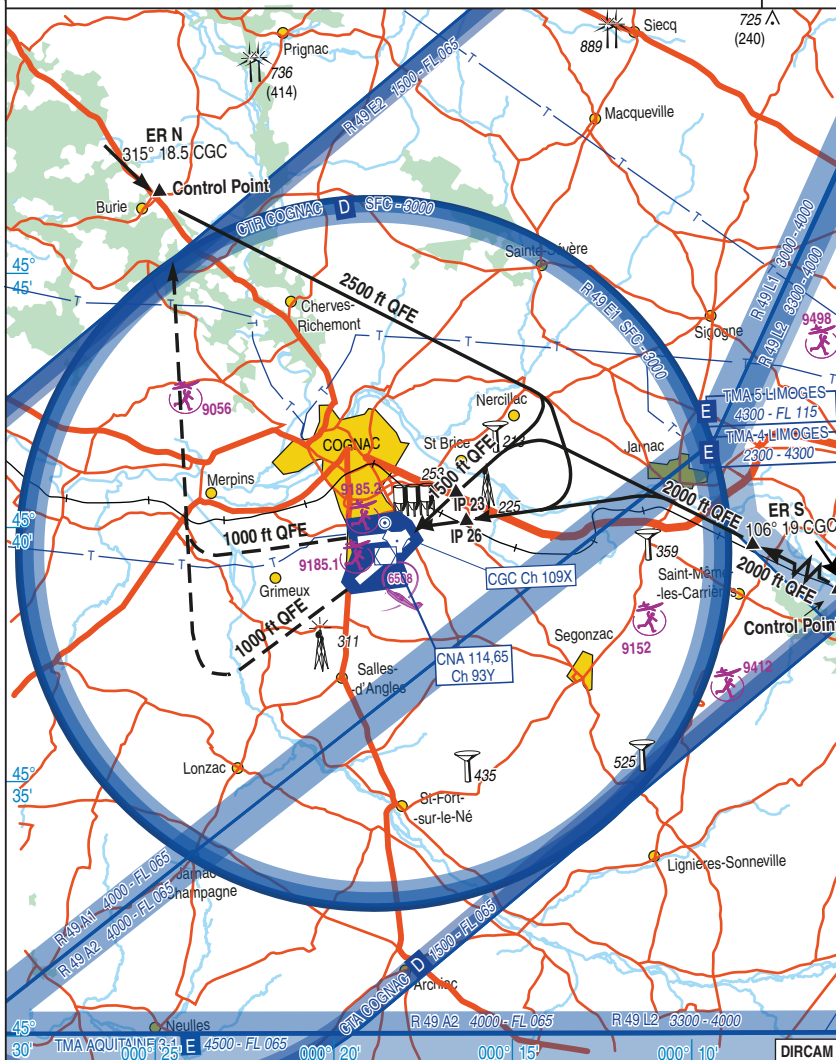 725
(240)
Siecq
889
Prignac
736
(414)
R 49 E2 1500 - FL 065
Macqueville
ER N
315° 18.5 CGC
Control Point
Burie
CTR COGNAC D SFC - 3000
Sainte-Sévère
45°
45'
2500 ft QFE
R 49 E1 SFC - 3000
R 49 L1 3000 - 4000
R 49 L2 3300 - 4000
Cherves-
Richemont
Sigogne
9498
9056
TMA 5 LIMOGES
E 4300 - FL 115
TMA 4 LIMOGES
E 2300 - 4300
Nercillac
213
COGNAC
St Brice
Jarnac
1500 ft QFE
253
Merpins
9185.2
IP 23
225
2000 ft QFE
ER S
106° 19 CGC
45°
40'
1000 ft QFE
IP 26
359
9185.1
6598
CGC Ch 109X
Saint-Même-
-les-Carrières
2000 ft QFE
Grimeux
Control Point
1000 ft QFE
311
Segonzac
9152
CNA 114,65
Ch 93Y
9412
Salles-
-d'Angles
Lonzac
435
525
45°
35'
St-Fort-
-sur-le-Né
Lignières-Sonneville
Jarnac
Champagne
R 49 A1 4000 - FL 065
R 49 A2 4000 - FL 065
CTA COGNAC D 1500 - FL 065
Archiac
Neulles
R 49 A2 4000 - FL 065
R 49 L2 3300 - 4000
45°
30'
TMA AQUITAINE 3.1 E 4500 - FL 065
000° 25'
000° 20'
000° 15'
000° 10'
DIRCAM